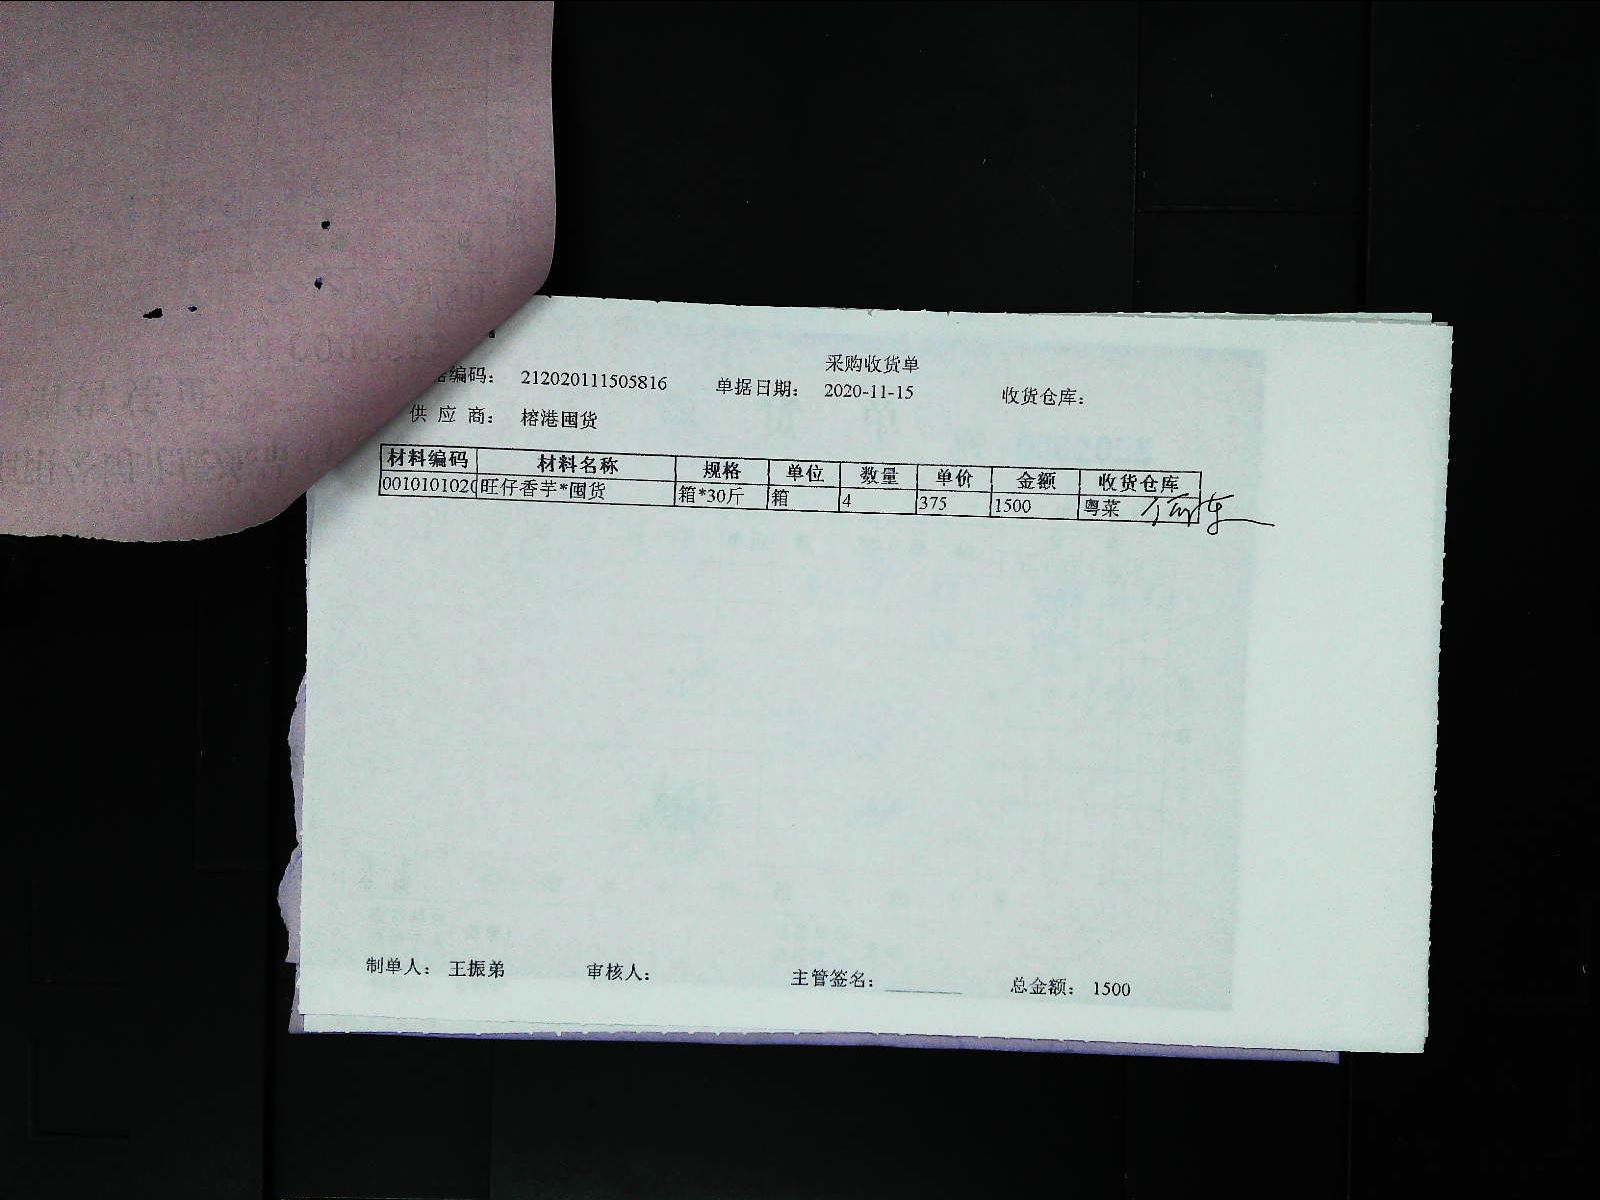 采购收货单
编码： 212020111505816 单据日期： 2020-11-15 收货仓库：
供 应 商： 榕港囤货
材料编码 材料名称 规格 单位 数量 单价 金额 收货仓库
001010102 旺仔香芋*囤货 箱*30斤 箱 4 375 1500 粤菜
制单人： 王振弟 审核人： 主管签名： 总金额： 1500